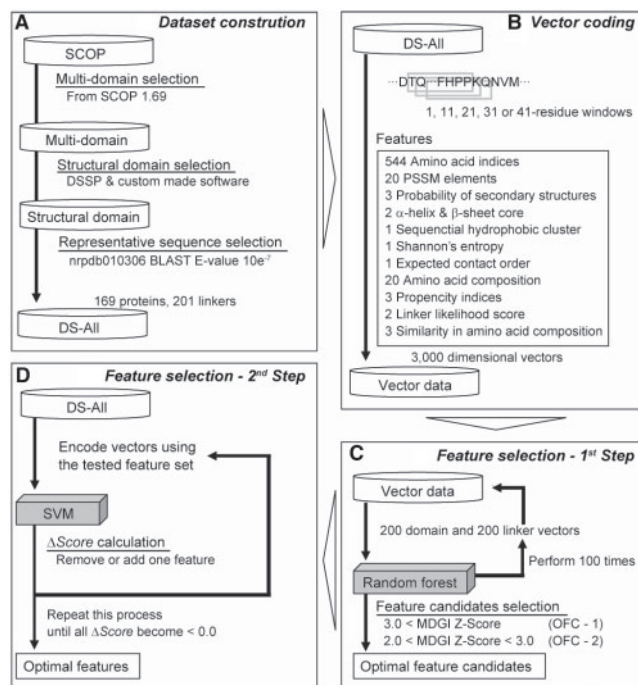 A Dataset constrution
SCOP
Multi-domain selection
From SCOP 1.69
Multi-domain
Structural domain selection
DSSP & custom made software
Structural domain
Representative sequence selection
nrpdb010306 BLAST E-value 10e⁻⁷
169 proteins, 201 linkers
DS-All
B Vector coding
DS-All
···DTQ···FHPPKQNVM···
1, 11, 21, 31 or 41-residue windows
Features
544 Amino acid indices
20 PSSM elements
3 Probability of secondary structures
2 α-helix & β-sheet core
1 Sequencial hydrophobic cluster
1 Shannon's entropy
1 Expected contact order
20 Amino acid composition
3 Propencity indices
2 Linker likelihood score
3 Similarity in amino acid composition
3,000 dimensional vectors
Vector data
C Feature selection - 1st Step
Vector data
200 domain and 200 linker vectors
Perform 100 times
Random forest
Feature candidates selection
3.0 < MDGI Z-Score (OFC - 1)
2.0 < MDGI Z-Score < 3.0 (OFC - 2)
Optimal feature candidates
D Feature selection - 2nd Step
DS-All
Encode vectors using
the tested feature set
SVM
ΔScore calculation
Remove or add one feature
Repeat this process
until all ΔScore become < 0.0
Optimal features